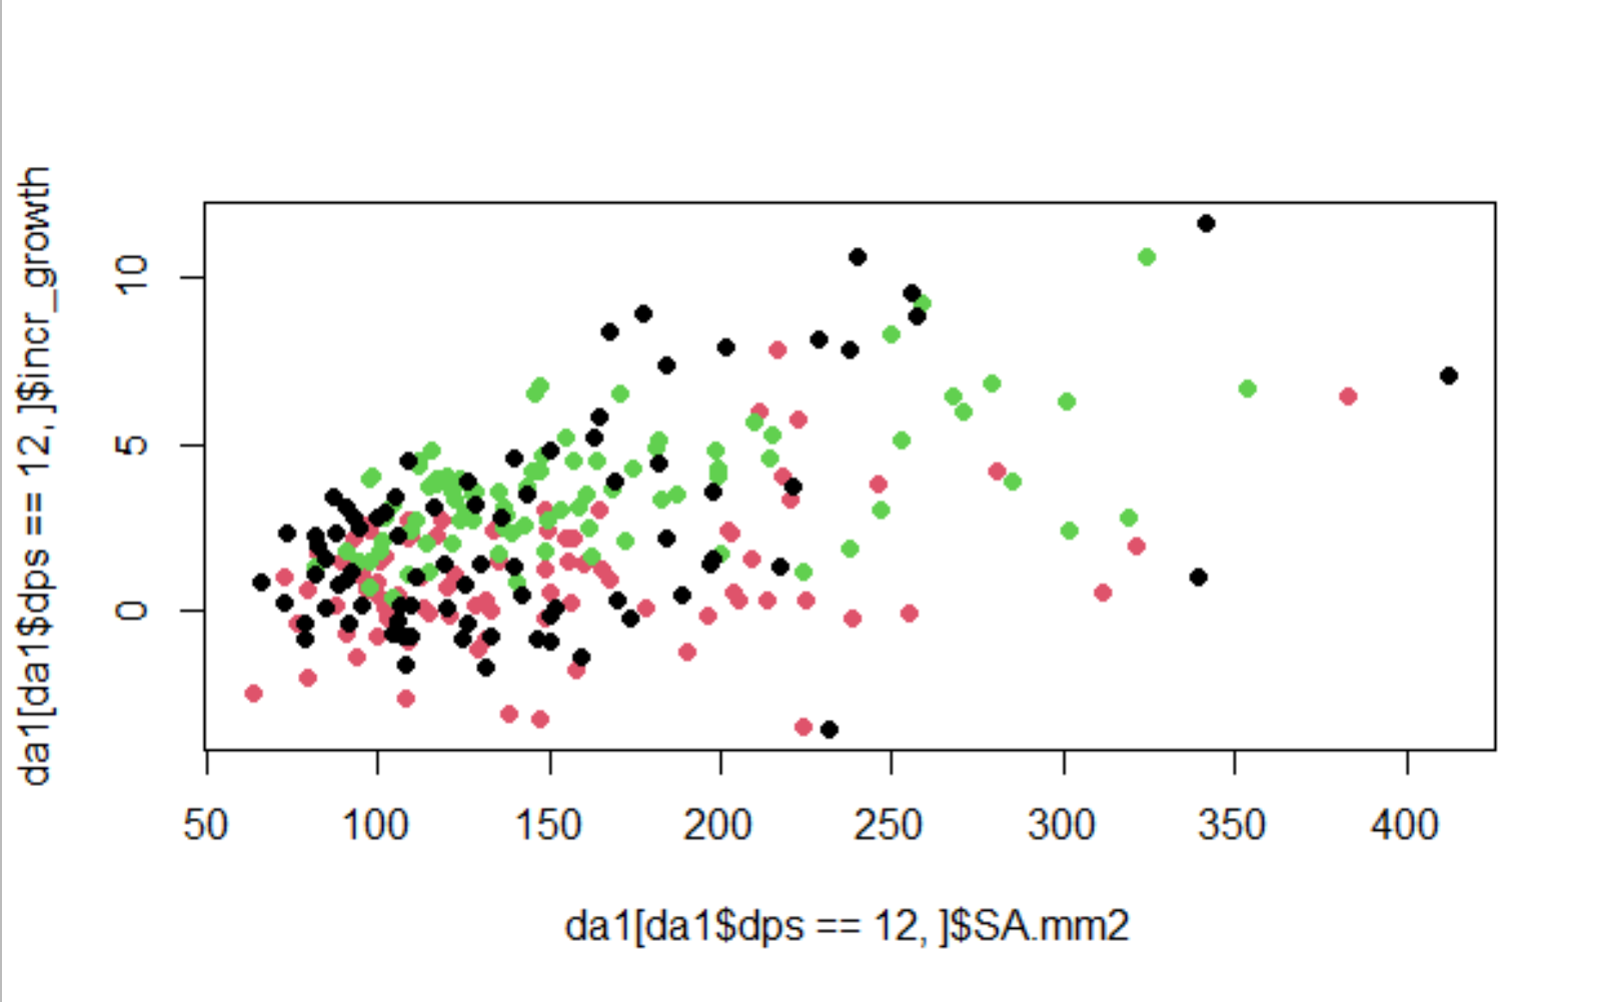 da1[da1$dps == 12, ]$incr_growth
10
5
0
50 100 150 200 250 300 350 400
da1[da1$dps == 12, ]$SA.mm2